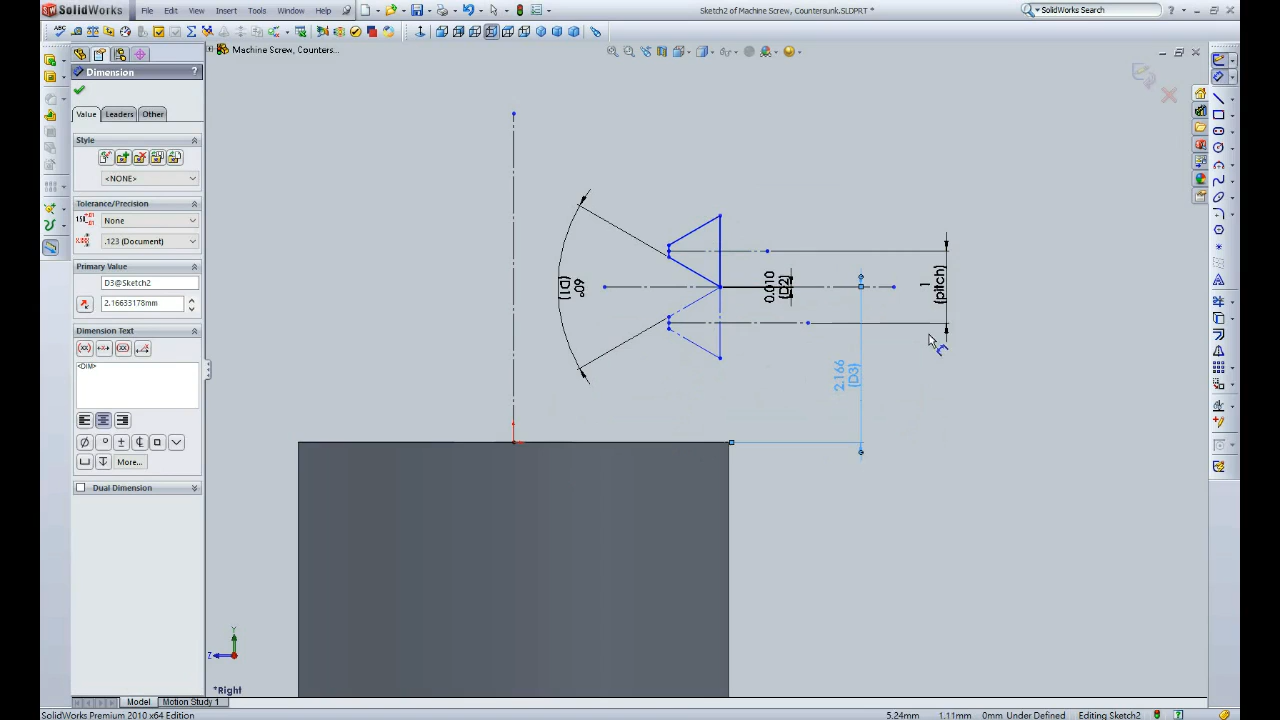 SolidWorks
File
Edit
View
Insert
Tools
Window
Help
Sketch2 of Machine Screw, Countersunk.SLDPRT *
SolidWorks Search
Machine Screw, Counters...
Dimension
?
Value
Leaders
Other
Style
<NONE>
Tolerance/Precision
None
.123 (Document)
Primary Value
D3@Sketch2
2.16633178mm
Dimension Text
<DIM>
More...
Dual Dimension
60°
(D1)
0.010
(D2)
1
(pitch)
2.166
(D3)
Y
Z
*Right
Model
Motion Study 1
SolidWorks Premium 2010 x64 Edition
5.24mm
1.11mm
0mm Under Defined
Editing Sketch2